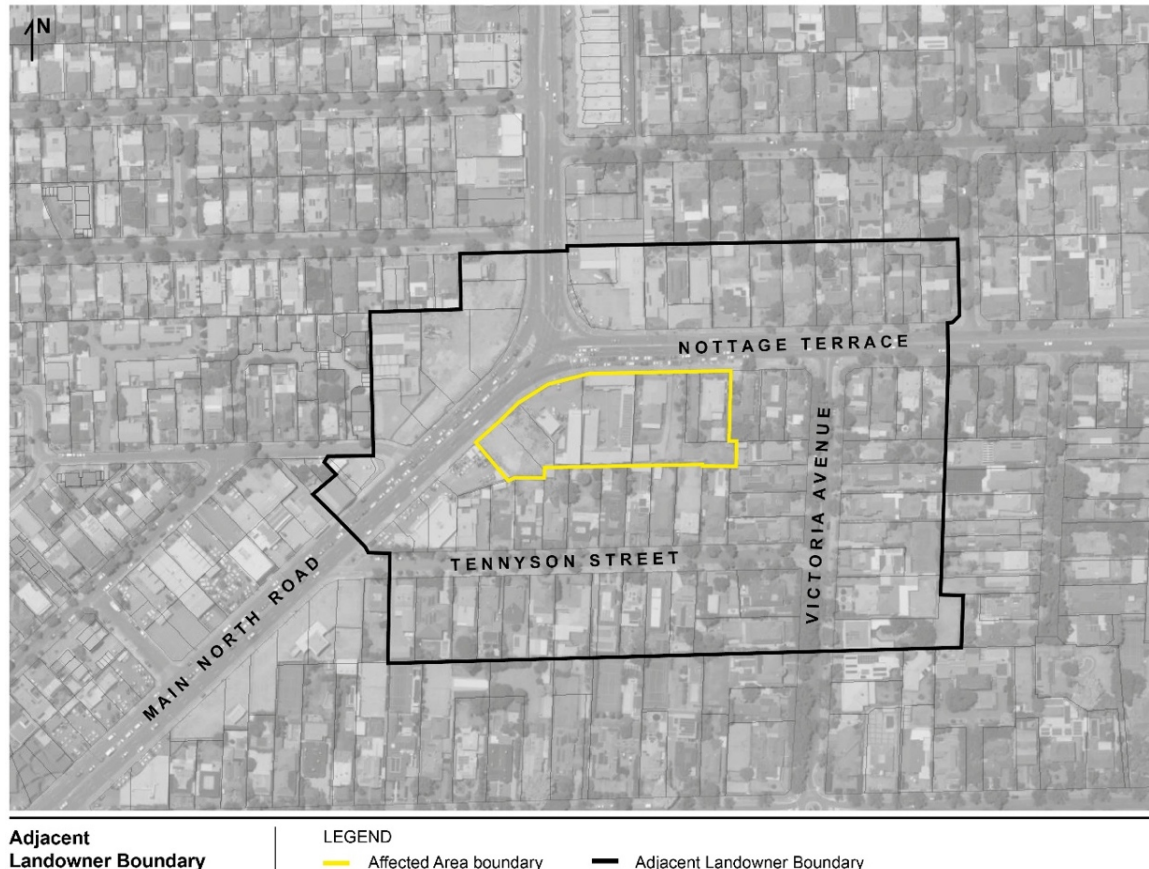 N
NOTTAGE TERRACE
VICTORIA AVENUE
TENNYSON STREET
MAIN NORTH ROAD
Adjacent
Landowner Boundary
LEGEND
Affected Area boundary
Adjacent Landowner Boundary